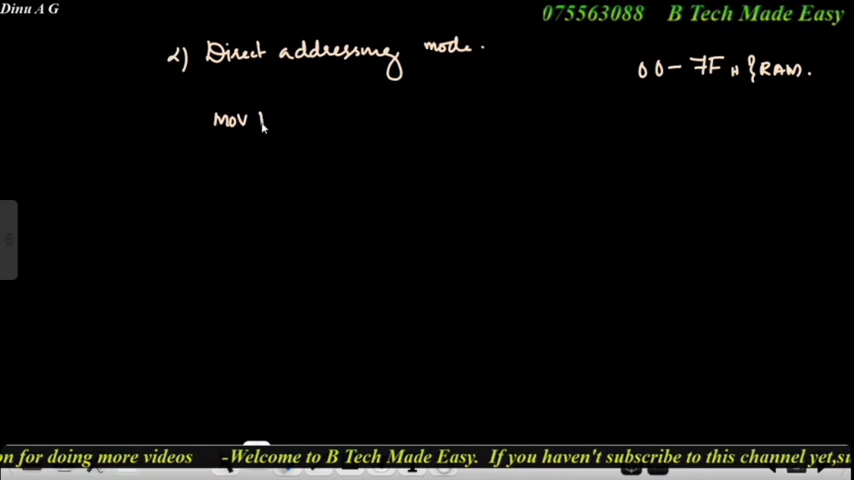 Dinu A G
075563088 B Tech Made Easy
2) Direct addressing mode.
00-7F H } RAM.
MOV
on for doing more videos -Welcome to B Tech Made Easy. If you haven't subscribe to this channel yet,su